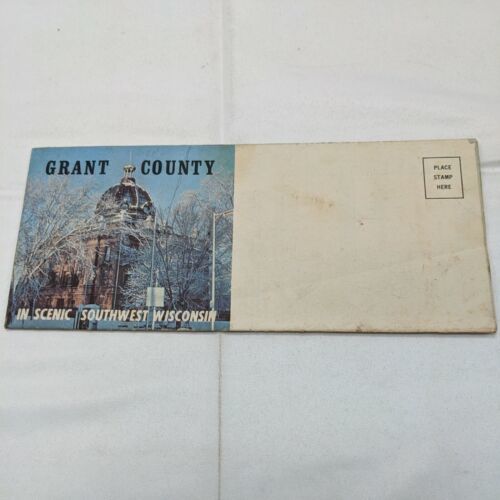 GRANT COUNTY
PLACE
STAMP
HERE
IN SCENIC SOUTHWEST WISCONSIN